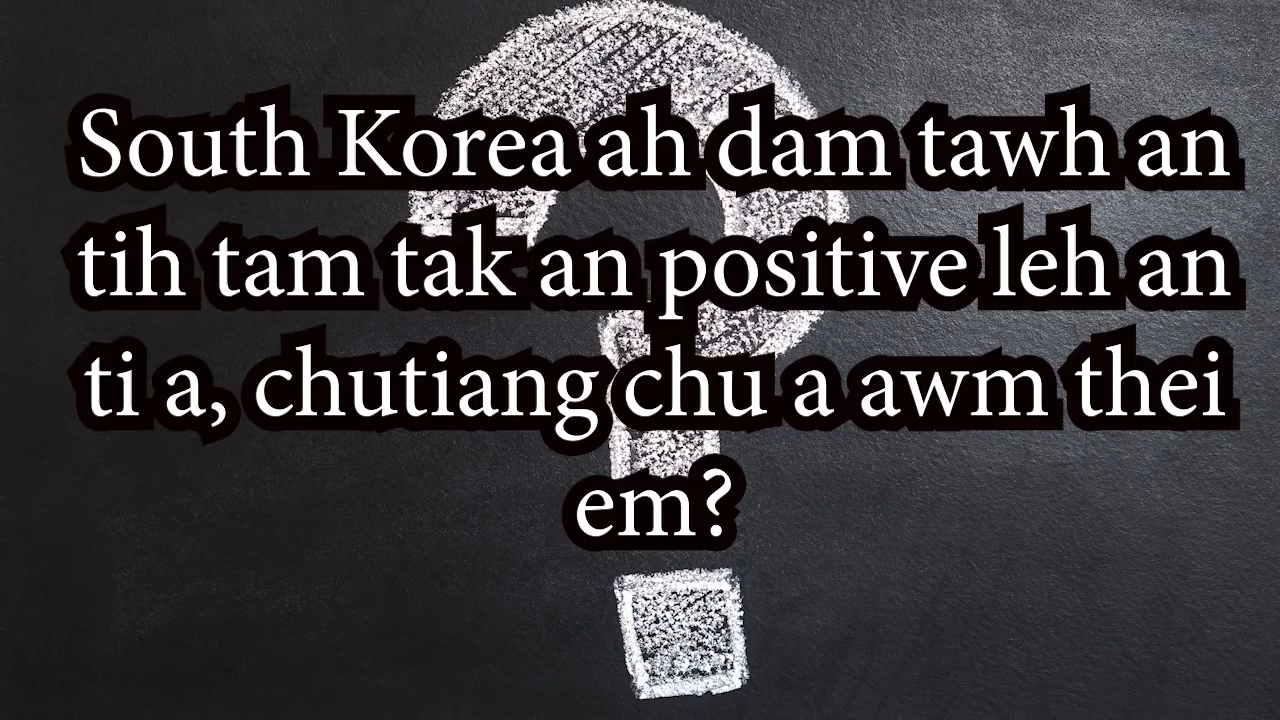 South Korea ah dam tawh an
tih tam tak an positive leh an
ti a, chutiang chu a awm thei
em?